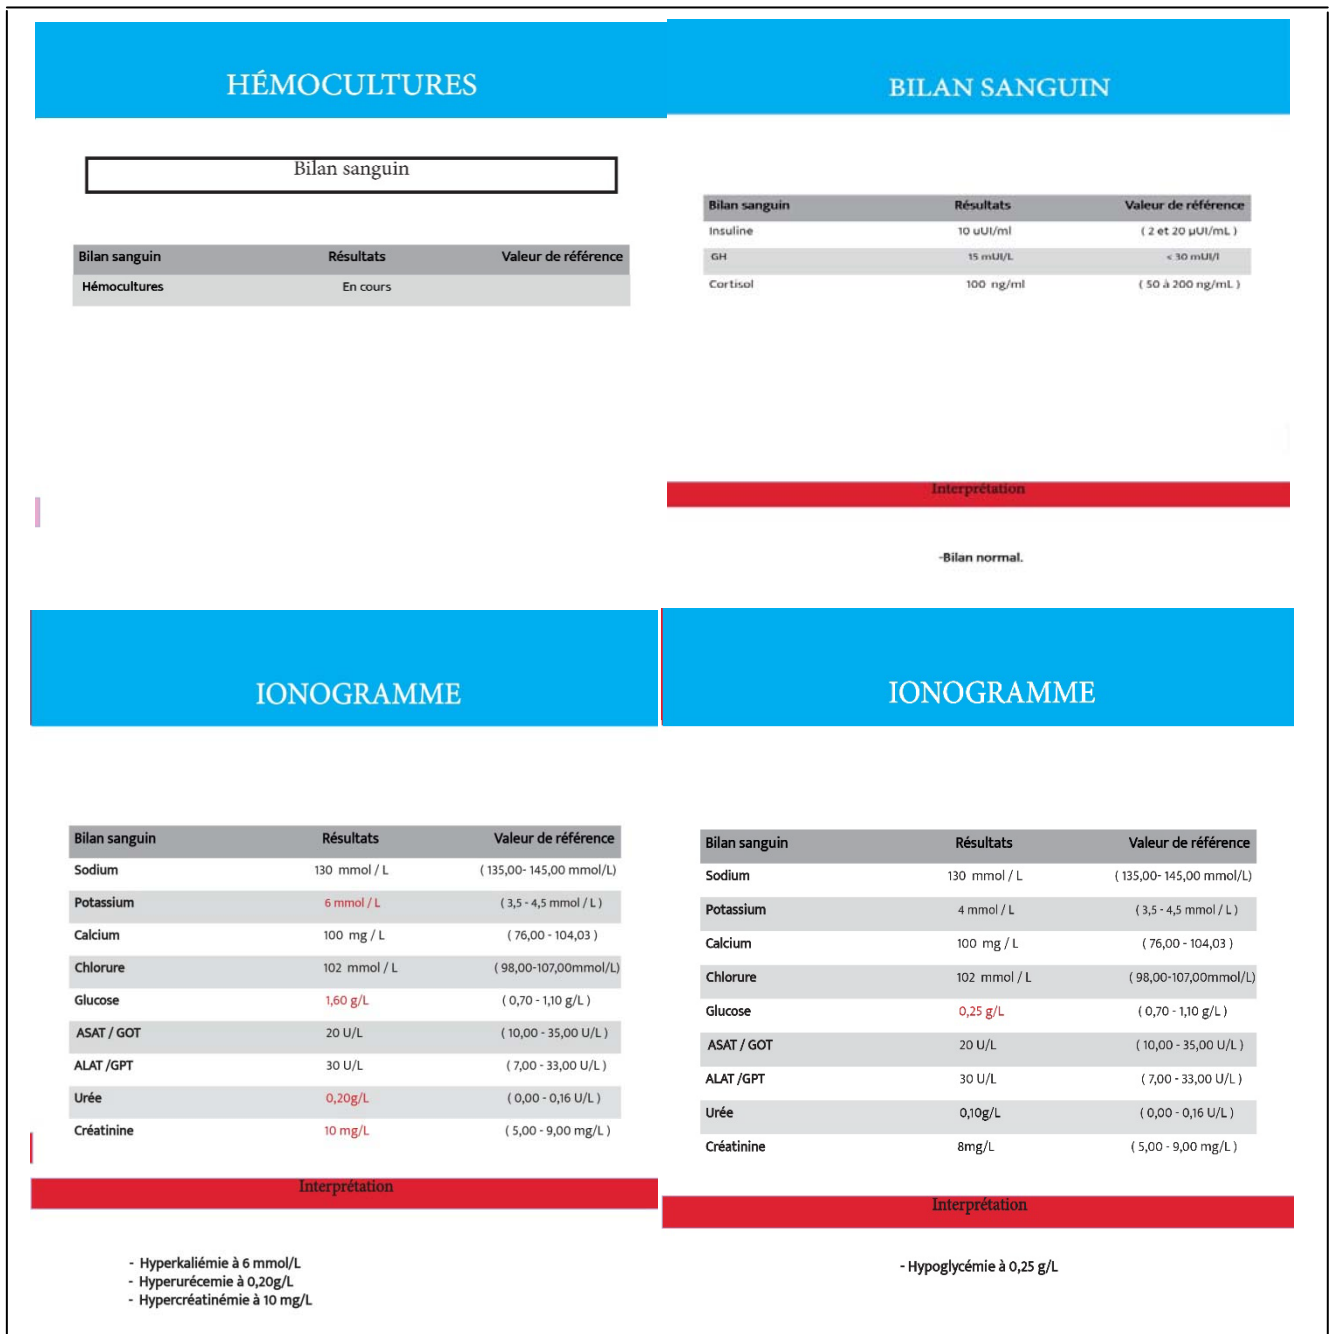 HÉMOCULTURES
Bilan sanguin
Bilan sanguin Résultats Valeur de référence
Hémocultures En cours
BILAN SANGUIN
Bilan sanguin Résultats Valeur de référence
Insuline 10 uUI/ml ( 2 et 20 µUI/mL )
GH 15 mUI/L < 30 mUI/l
Cortisol 100 ng/ml ( 50 à 200 ng/mL )
Interprétation
-Bilan normal.
IONOGRAMME
Bilan sanguin Résultats Valeur de référence
Sodium 130 mmol / L ( 135,00- 145,00 mmol/L)
Potassium 6 mmol / L ( 3,5 - 4,5 mmol / L )
Calcium 100 mg / L ( 76,00 - 104,03 )
Chlorure 102 mmol / L ( 98,00-107,00mmol/L)
Glucose 1,60 g/L ( 0,70 - 1,10 g/L )
ASAT / GOT 20 U/L ( 10,00 - 35,00 U/L )
ALAT /GPT 30 U/L ( 7,00 - 33,00 U/L )
Urée 0,20g/L ( 0,00 - 0,16 U/L )
Créatinine 10 mg/L ( 5,00 - 9,00 mg/L )
Interprétation
- Hyperkaliémie à 6 mmol/L
- Hyperurécemie à 0,20g/L
- Hypercréatinémie à 10 mg/L
IONOGRAMME
Bilan sanguin Résultats Valeur de référence
Sodium 130 mmol / L ( 135,00- 145,00 mmol/L)
Potassium 4 mmol / L ( 3,5 - 4,5 mmol / L )
Calcium 100 mg / L ( 76,00 - 104,03 )
Chlorure 102 mmol / L ( 98,00-107,00mmol/L)
Glucose 0,25 g/L ( 0,70 - 1,10 g/L )
ASAT / GOT 20 U/L ( 10,00 - 35,00 U/L )
ALAT /GPT 30 U/L ( 7,00 - 33,00 U/L )
Urée 0,10g/L ( 0,00 - 0,16 U/L )
Créatinine 8mg/L ( 5,00 - 9,00 mg/L )
Interprétation
- Hypoglycémie à 0,25 g/L